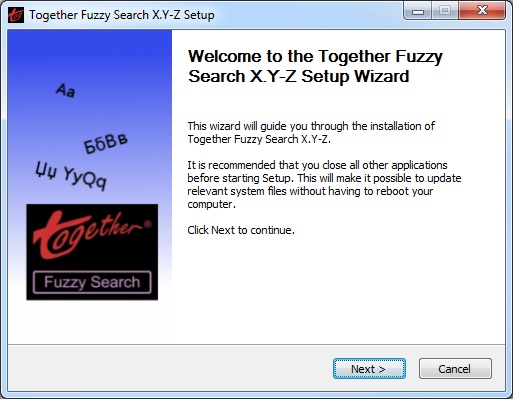 Together Fuzzy Search X.Y-Z Setup
Welcome to the Together Fuzzy
Search X.Y-Z Setup Wizard
This wizard will guide you through the installation of
Together Fuzzy Search X.Y-Z.
It is recommended that you close all other applications
before starting Setup. This will make it possible to update
relevant system files without having to reboot your
computer.
Click Next to continue.
Aa
БбВв
Џџ YyQq
together®
Fuzzy Search
Next >
Cancel